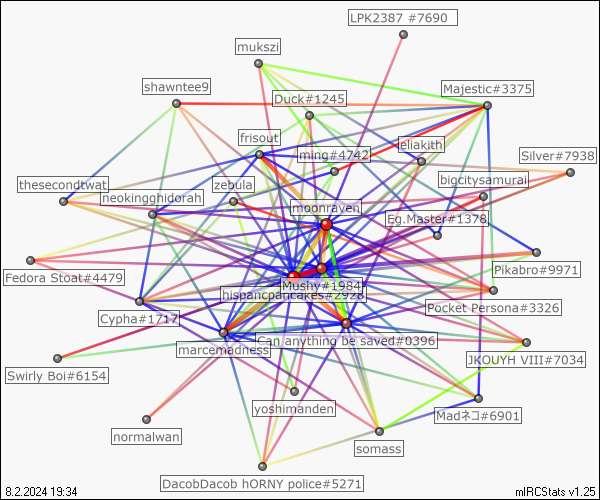 LPK2387 #7690
mukszi
shawntee9
Majestic#3375
Duck#1245
frisout
eliakith
ming#4742
Silver#7938
thesecondtwat
zebula
bigcitysamurai
neokingghidorah
moonraven
Eg.Master#1378
Pikabro#9971
Fedora Stoat#4479
Mushy#1984
hispancpancakes#2928
Pocket Persona#3326
Cypha#1717
Can anything be saved#0396
marcemadness
JKOUYH VIII#7034
Swirly Boi#6154
yoshimanden
Madネコ#6901
normalwan
somass
DacobDacob hORNY police#5271
8.2.2024 19:34
mIRCStats v1.25